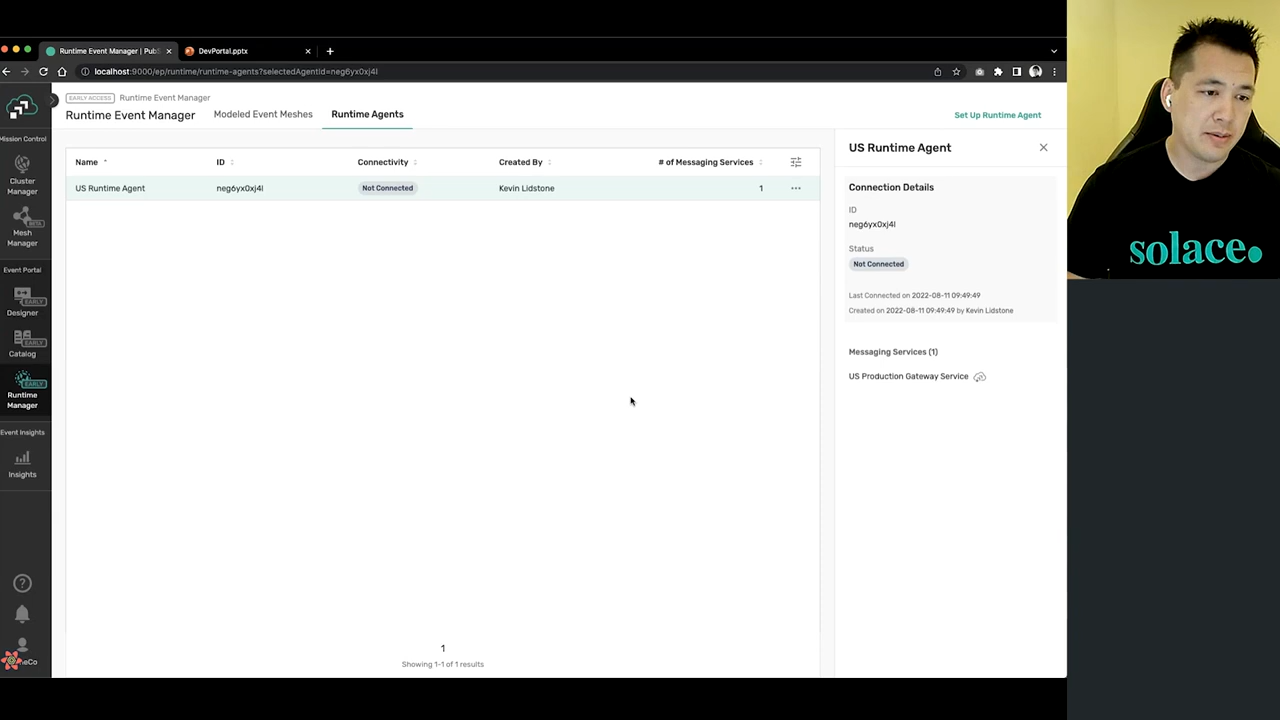 Runtime Event Manager | PubS
DevPortal.pptx
localhost:9000/ep/runtime/runtime-agents?selectedAgentId=neg6yx0xj4l
EARLY ACCESS Runtime Event Manager
Runtime Event Manager Modeled Event Meshes Runtime Agents Set Up Runtime Agent
Mission Control
Cluster
Manager
BETA
Mesh
Manager
Event Portal
EARLY
Designer
EARLY
Catalog
EARLY
Runtime
Manager
Event Insights
Insights
Name ID Connectivity Created By # of Messaging Services
US Runtime Agent neg6yx0xj4l Not Connected Kevin Lidstone 1
1
Showing 1-1 of 1 results
US Runtime Agent
Connection Details
ID
neg6yx0xj4l
Status
Not Connected
Last Connected on 2022-08-11 09:49:49
Created on 2022-08-11 09:49:49 by Kevin Lidstone
Messaging Services (1)
US Production Gateway Service
solace.